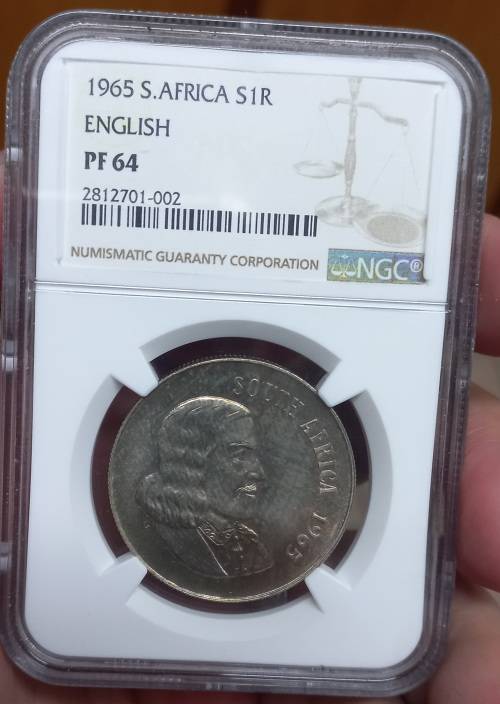 1965 S.AFRICA S1R
ENGLISH
PF 64
2812701-002
NUMISMATIC GUARANTY CORPORATION
NGC®
SOUTH AFRICA 1965